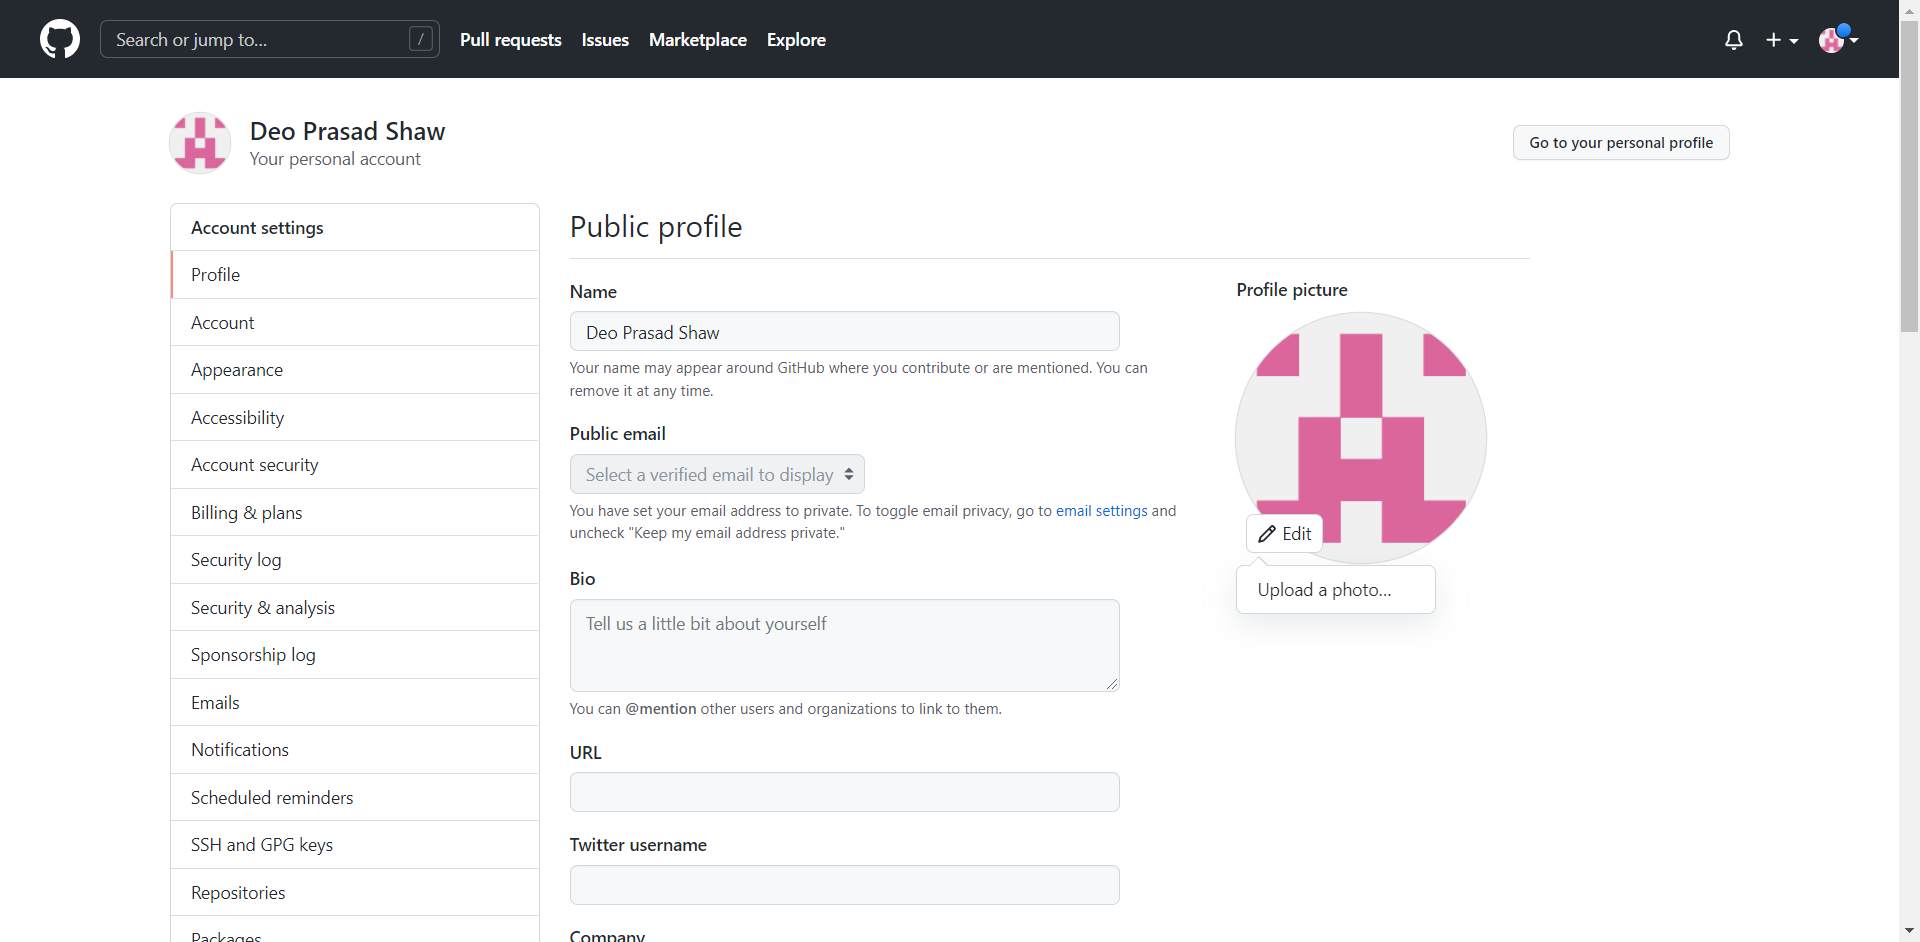 Search or jump to...
/
Pull requests
Issues
Marketplace
Explore
Deo Prasad Shaw
Your personal account
Go to your personal profile
Account settings
Profile
Account
Appearance
Accessibility
Account security
Billing & plans
Security log
Security & analysis
Sponsorship log
Emails
Notifications
Scheduled reminders
SSH and GPG keys
Repositories
Packages
Public profile
Name
Deo Prasad Shaw
Your name may appear around GitHub where you contribute or are mentioned. You can
remove it at any time.
Public email
Select a verified email to display
You have set your email address to private. To toggle email privacy, go to email settings and
uncheck "Keep my email address private."
Bio
Tell us a little bit about yourself
You can @mention other users and organizations to link to them.
URL
Twitter username
Company
Profile picture
Edit
Upload a photo...